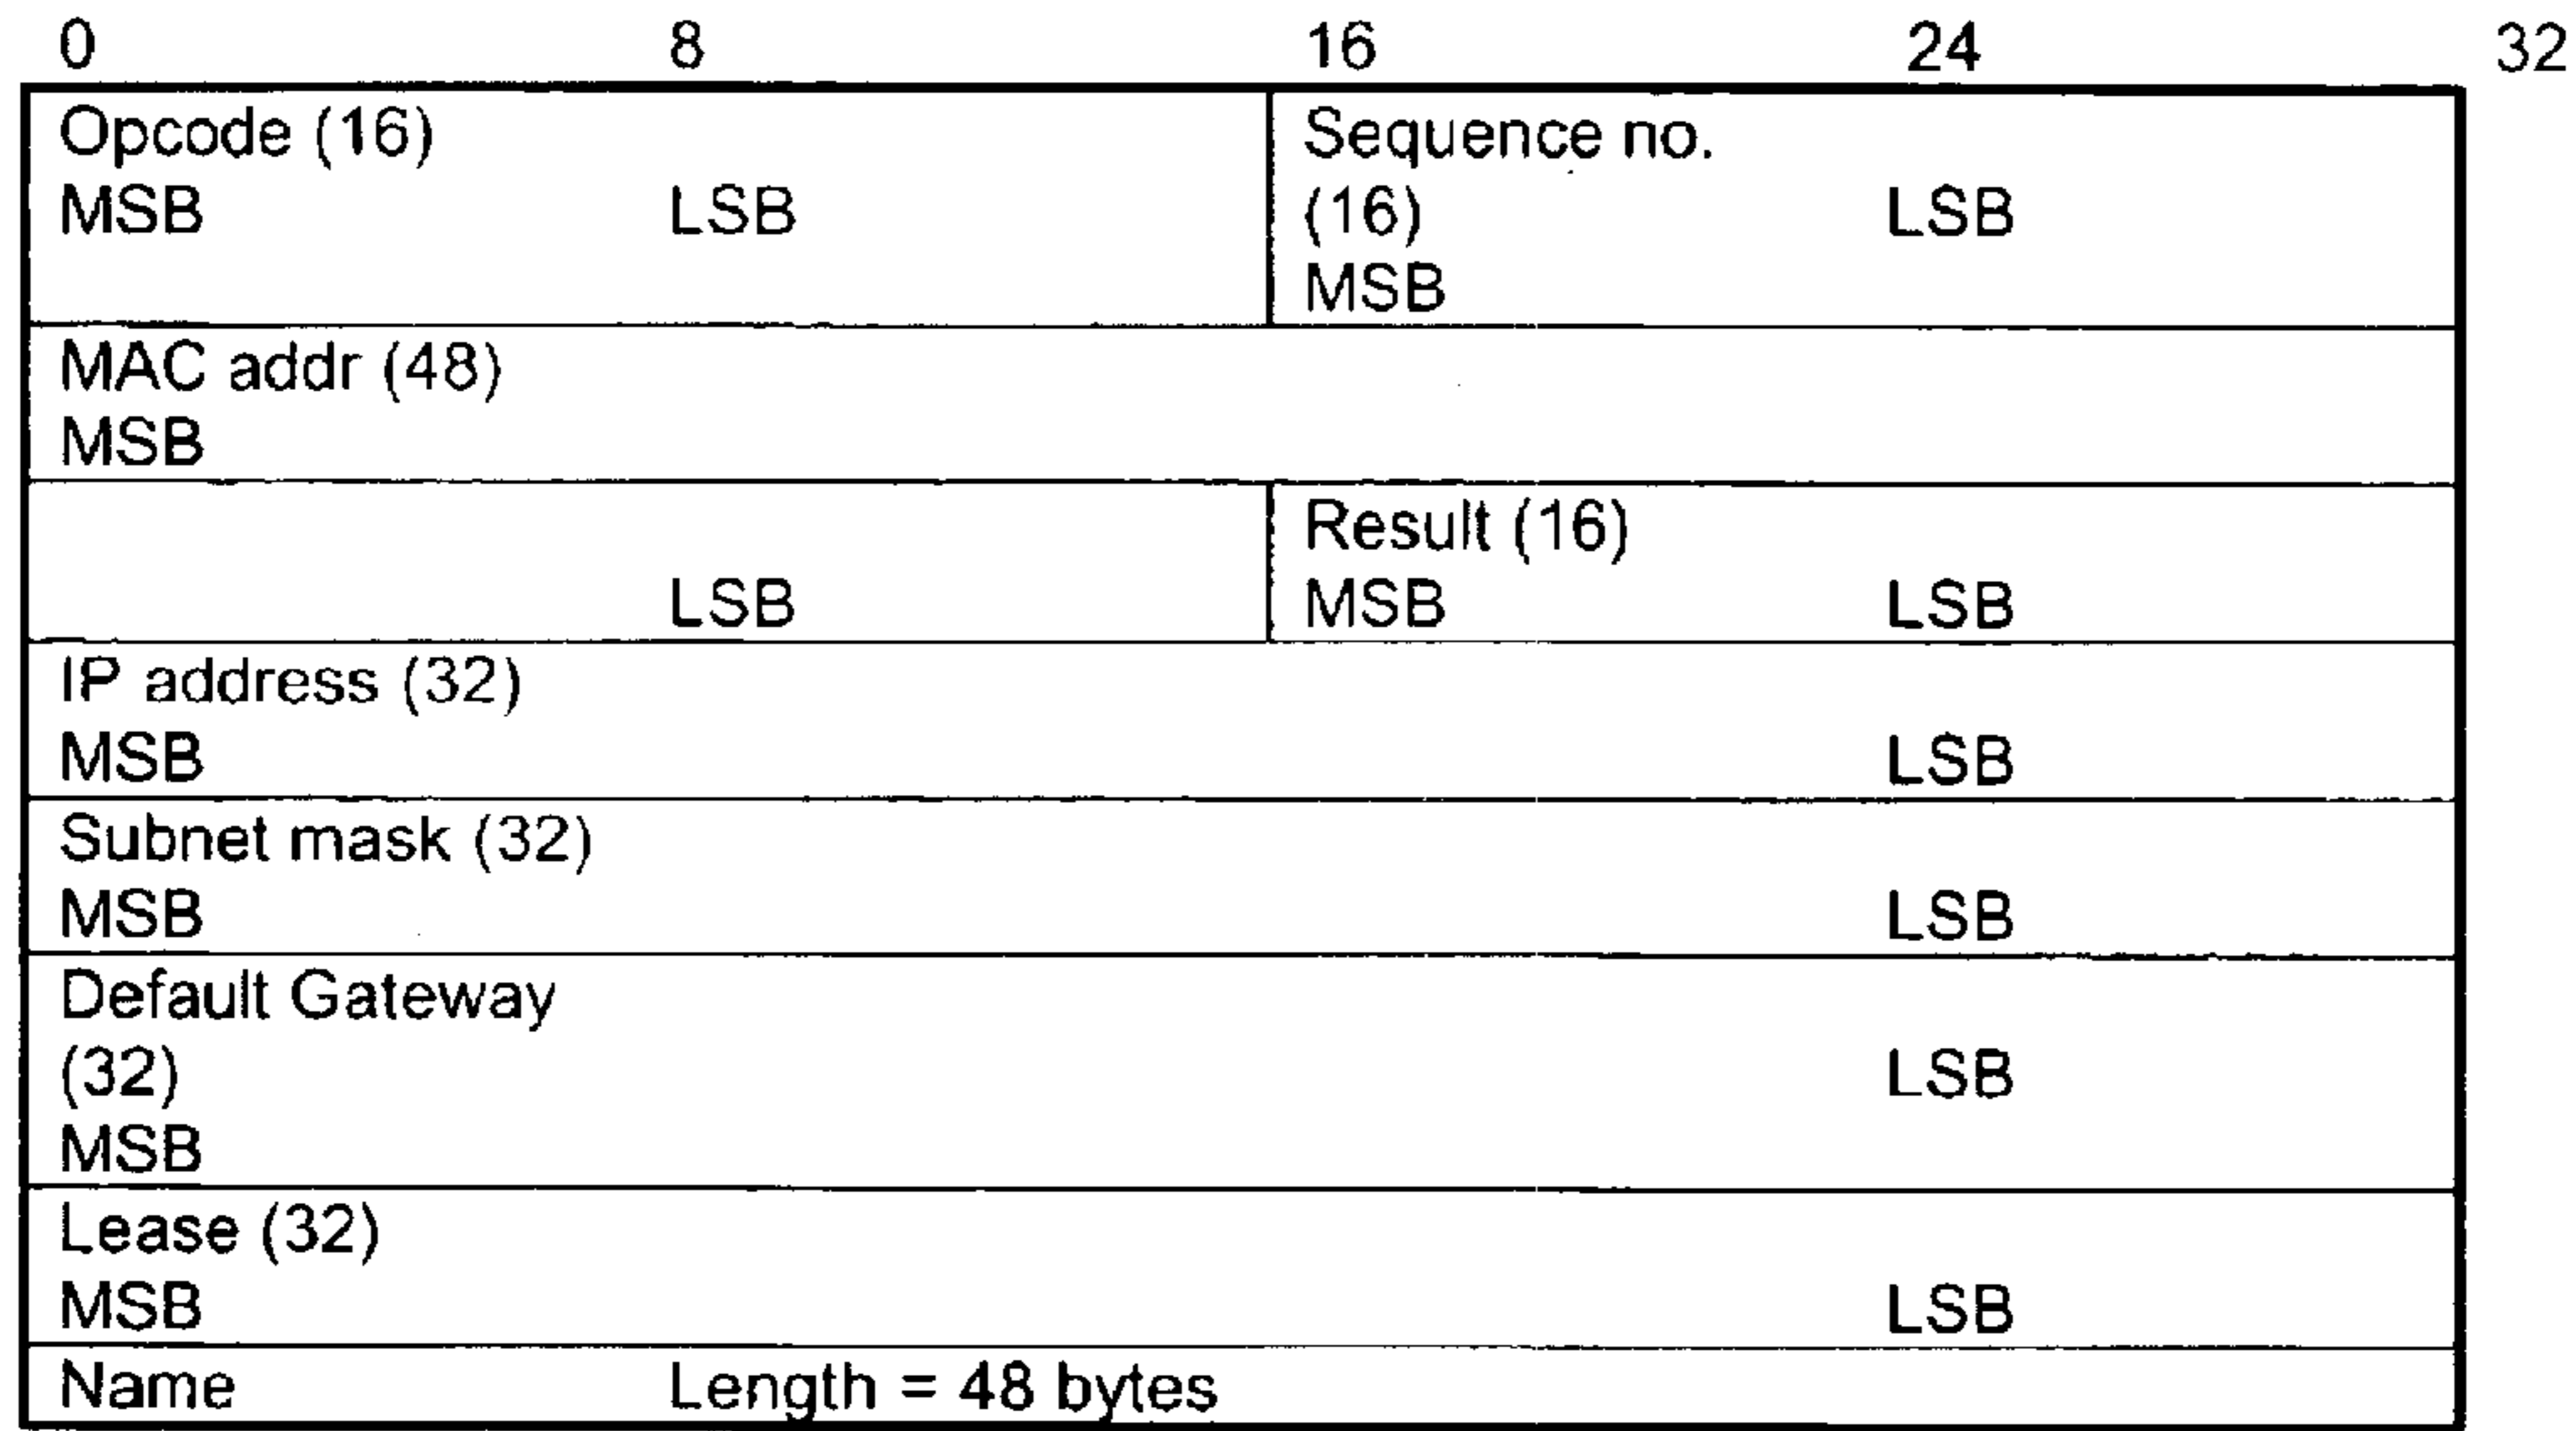 0 8 16 24 32
Opcode (16) Sequence no.
MSB LSB (16) LSB
MSB
MAC addr (48)
MSB
Result (16)
LSB MSB LSB
IP address (32)
MSB LSB
Subnet mask (32)
MSB LSB
Default Gateway
(32) LSB
MSB
Lease (32)
MSB LSB
Name Length = 48 bytes